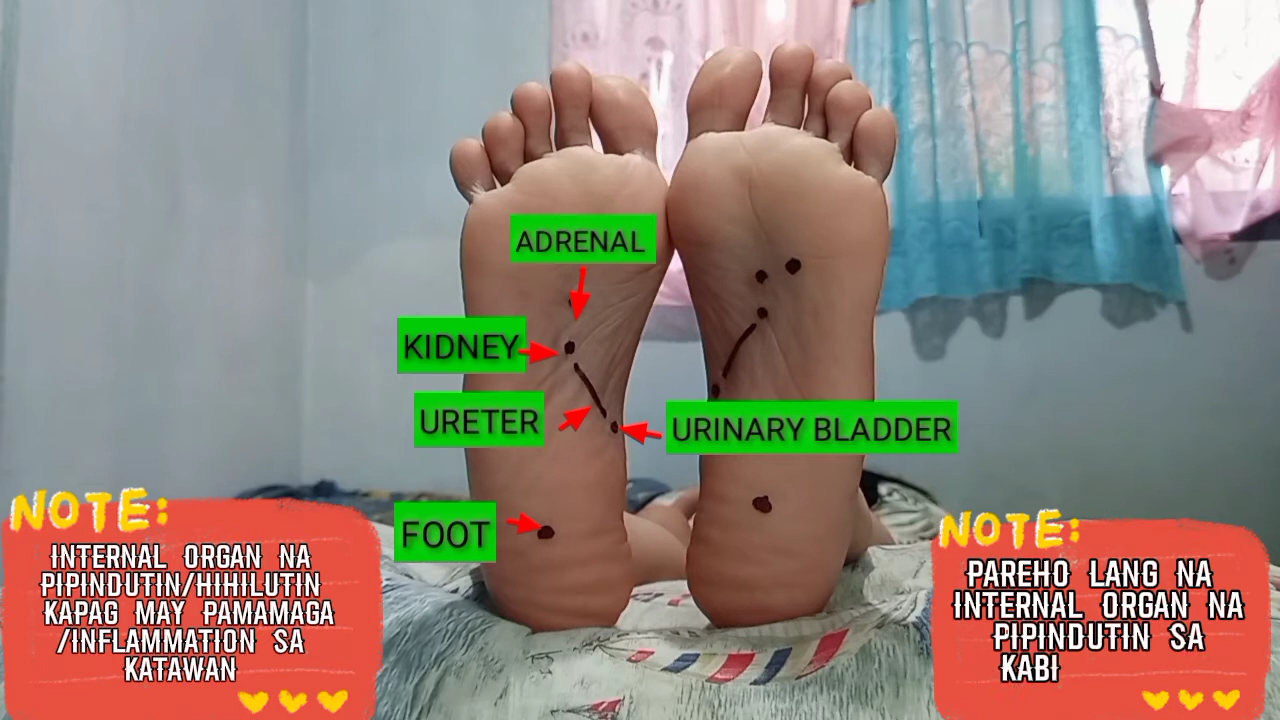 ADRENAL
KIDNEY
URETER
URINARY BLADDER
FOOT
NOTE:
INTERNAL ORGAN NA
PIPINDUTIN/HIHILUTIN
KAPAG MAY PAMAMAGA
/INFLAMMATION SA
KATAWAN
NOTE:
PAREHO LANG NA
INTERNAL ORGAN NA
PIPINDUTIN SA
KABI